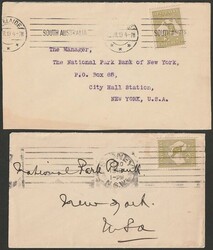 SOUTH AUSTRALIA
The Manager,
The National Park Bank of New York,
P.O. Box 68,
City Hall Station,
NEW YORK, U.S.A.
National Park Bank
New York
USA